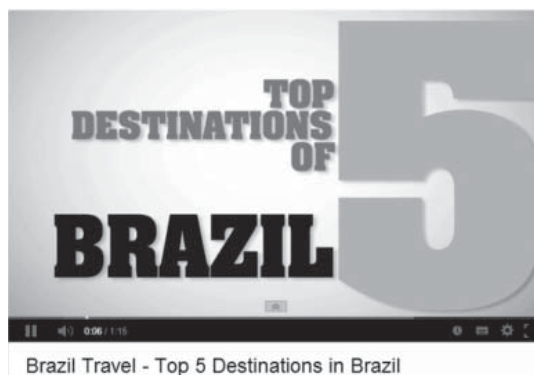 TOP
DESTINATIONS
OF
5
BRAZIL
0:06 / 1:15
Brazil Travel - Top 5 Destinations in Brazil